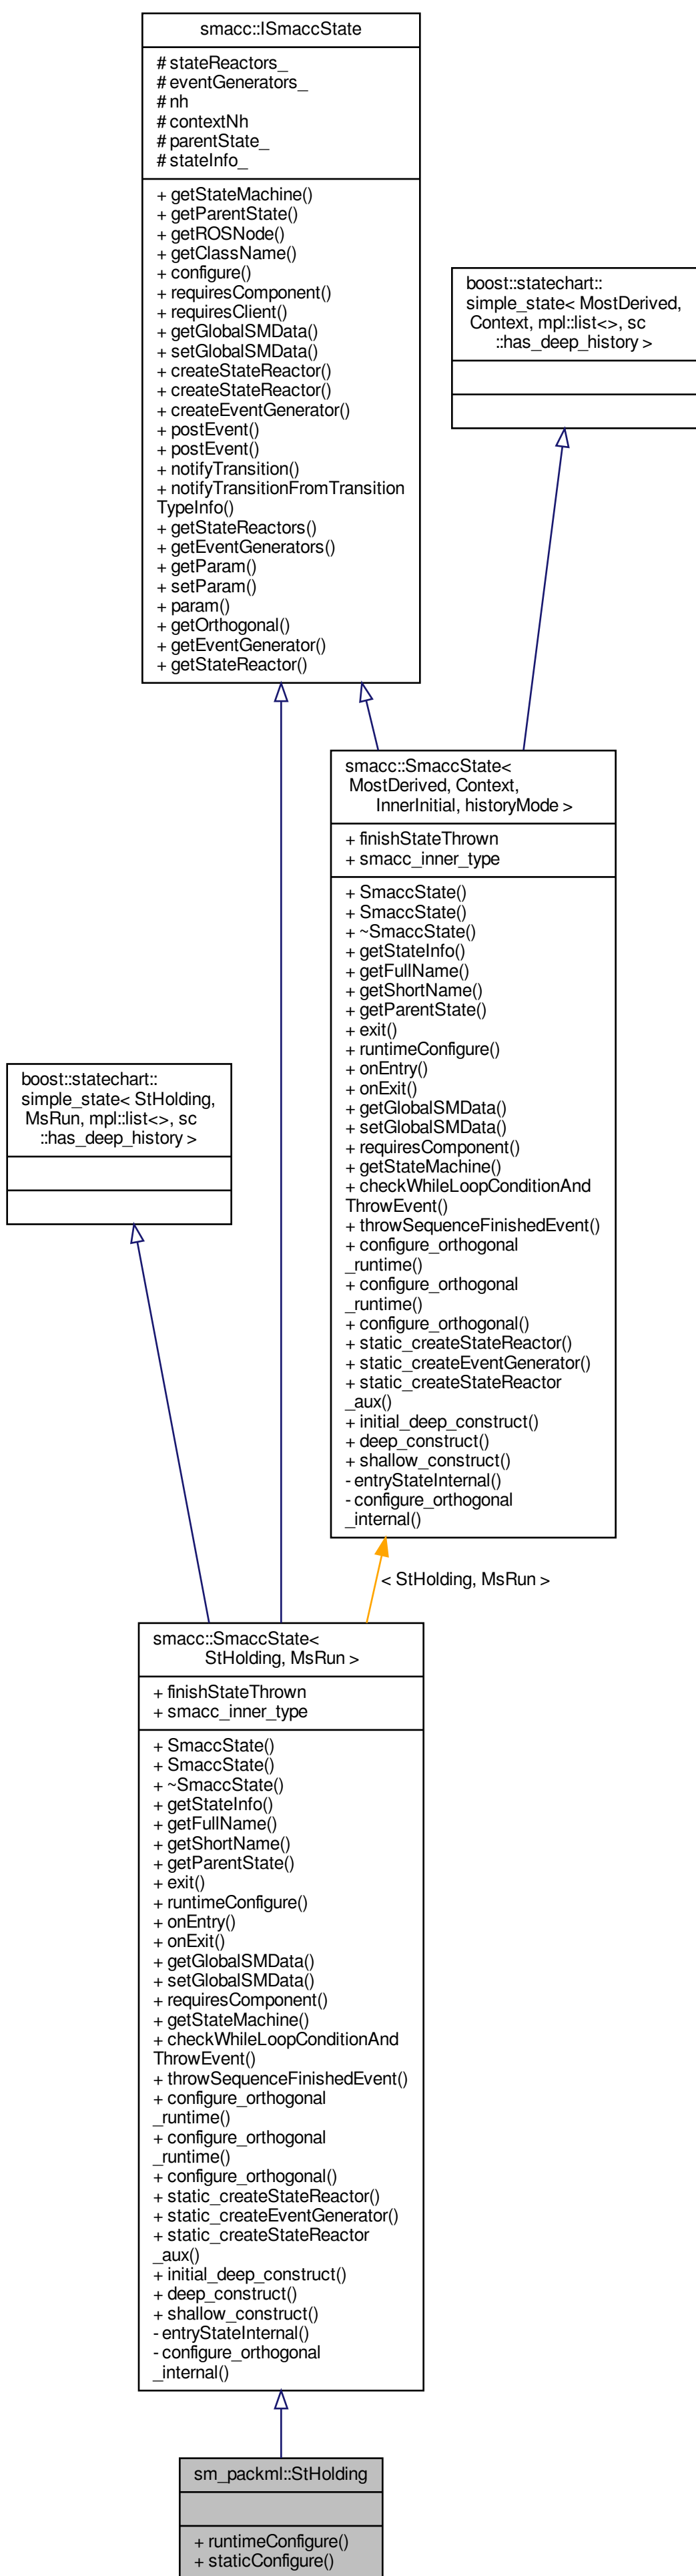 smacc::ISmaccState
# stateReactors_
# eventGenerators_
# nh
# contextNh
# parentState_
# stateInfo_
+ getStateMachine()
+ getParentState()
+ getROSNode()
+ getClassName()
+ configure()
+ requiresComponent()
+ requiresClient()
+ getGlobalSMData()
+ setGlobalSMData()
+ createStateReactor()
+ createStateReactor()
+ createEventGenerator()
+ postEvent()
+ postEvent()
+ notifyTransition()
+ notifyTransitionFromTransition
TypeInfo()
+ getStateReactors()
+ getEventGenerators()
+ getParam()
+ setParam()
+ param()
+ getOrthogonal()
+ getEventGenerator()
+ getStateReactor()
boost::statechart::
simple_state< MostDerived,
Context, mpl::list<>, sc
::has_deep_history >
smacc::SmaccState<
MostDerived, Context,
InnerInitial, historyMode >
+ finishStateThrown
+ smacc_inner_type
+ SmaccState()
+ SmaccState()
+ ~SmaccState()
+ getStateInfo()
+ getFullName()
+ getShortName()
+ getParentState()
+ exit()
+ runtimeConfigure()
+ onEntry()
+ onExit()
+ getGlobalSMData()
+ setGlobalSMData()
+ requiresComponent()
+ getStateMachine()
+ checkWhileLoopConditionAnd
ThrowEvent()
+ throwSequenceFinishedEvent()
+ configure_orthogonal
_runtime()
+ configure_orthogonal
_runtime()
+ configure_orthogonal()
+ static_createStateReactor()
+ static_createEventGenerator()
+ static_createStateReactor
_aux()
+ initial_deep_construct()
+ deep_construct()
+ shallow_construct()
- entryStateInternal()
- configure_orthogonal
_internal()
boost::statechart::
simple_state< StHolding,
MsRun, mpl::list<>, sc
::has_deep_history >
< StHolding, MsRun >
smacc::SmaccState<
StHolding, MsRun >
+ finishStateThrown
+ smacc_inner_type
+ SmaccState()
+ SmaccState()
+ ~SmaccState()
+ getStateInfo()
+ getFullName()
+ getShortName()
+ getParentState()
+ exit()
+ runtimeConfigure()
+ onEntry()
+ onExit()
+ getGlobalSMData()
+ setGlobalSMData()
+ requiresComponent()
+ getStateMachine()
+ checkWhileLoopConditionAnd
ThrowEvent()
+ throwSequenceFinishedEvent()
+ configure_orthogonal
_runtime()
+ configure_orthogonal
_runtime()
+ configure_orthogonal()
+ static_createStateReactor()
+ static_createEventGenerator()
+ static_createStateReactor
_aux()
+ initial_deep_construct()
+ deep_construct()
+ shallow_construct()
- entryStateInternal()
- configure_orthogonal
_internal()
sm_packml::StHolding
+ runtimeConfigure()
+ staticConfigure()